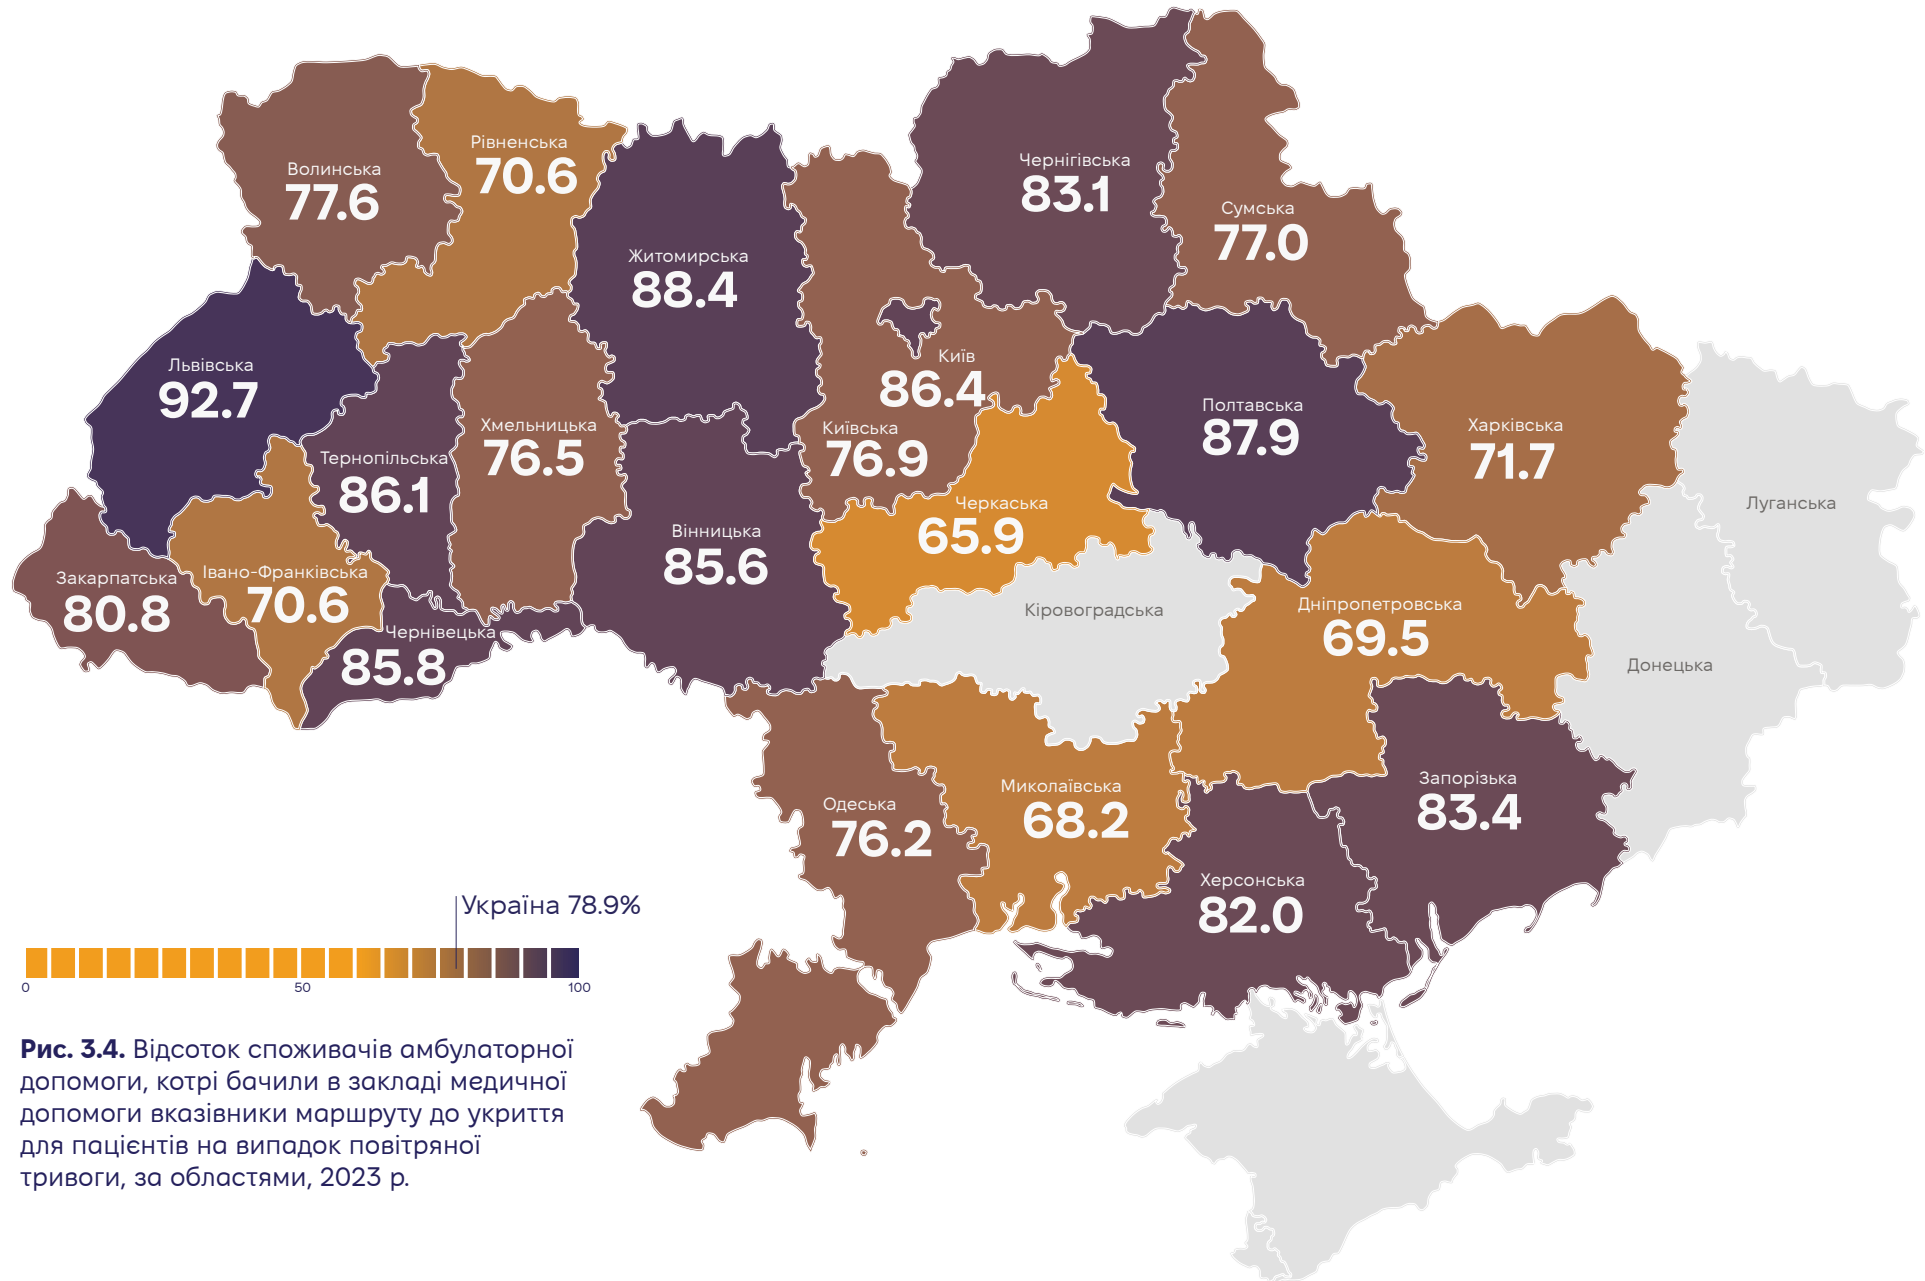 Рівненська
70.6
Волинська
77.6
Чернігівська
83.1
Сумська
77.0
Житомирська
88.4
Львівська
92.7
Київ
86.4
Полтавська
87.9
Хмельницька
76.5
Київська
76.9
Харківська
71.7
Тернопільська
86.1
Черкаська
65.9
Луганська
Вінницька
85.6
Закарпатська
80.8
Івано-Франківська
70.6
Кіровоградська
Дніпропетровська
69.5
Чернівецька
85.8
Донецька
Запорізька
83.4
Миколаївська
68.2
Одеська
76.2
Херсонська
82.0
Україна 78.9%
0 50 100
Рис. 3.4. Відсоток споживачів амбулаторної
допомоги, котрі бачили в закладі медичної
допомоги вказівники маршруту до укриття
для пацієнтів на випадок повітряної
тривоги, за областями, 2023 р.